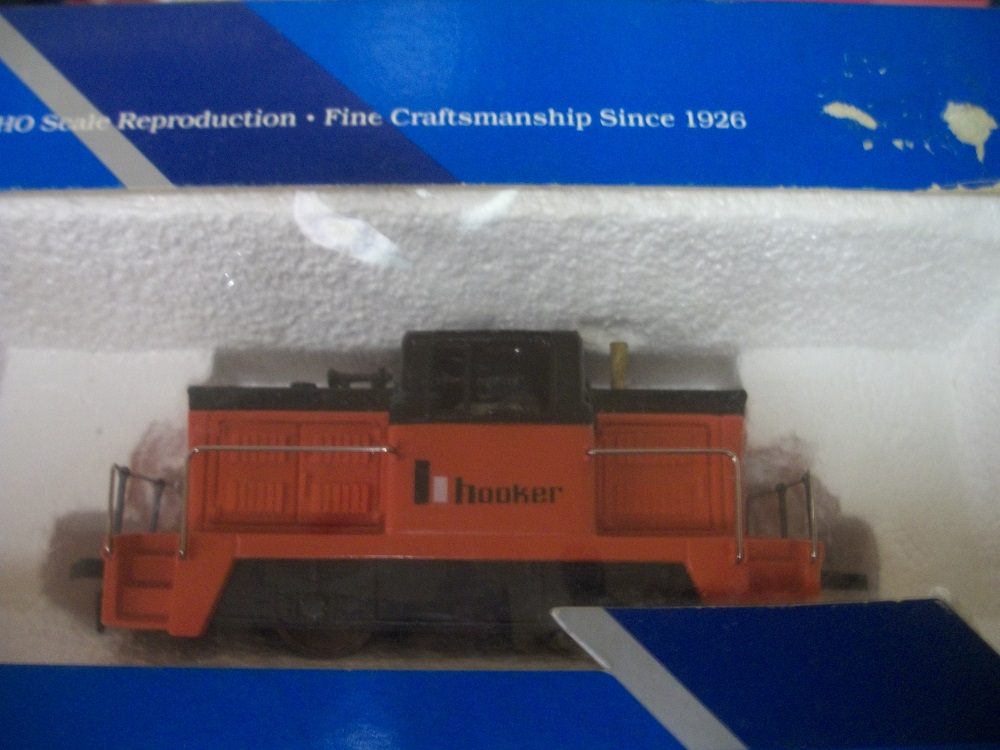 HO Scale Reproduction • Fine Craftsmanship Since 1926
hooker